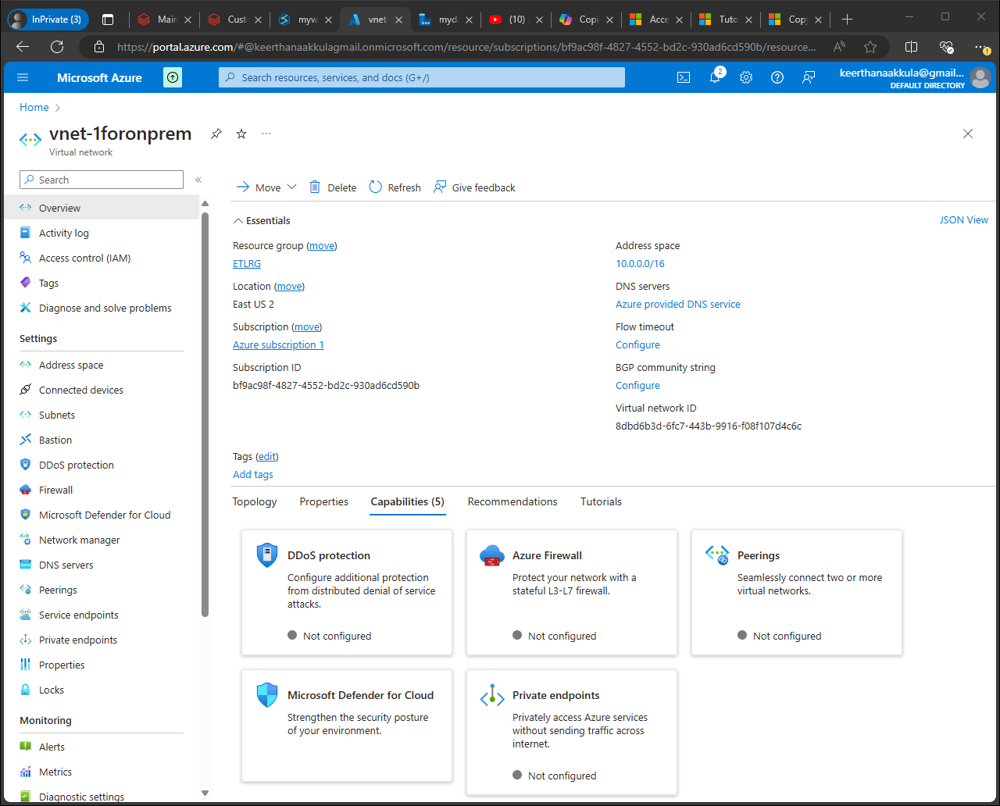 InPrivate (3)
Main
Custo
myw
vnet
myda
(10)
Copi
Acce
Tuto
Copy
https://portal.azure.com/#@keerthanaakkulagmail.onmicrosoft.com/resource/subscriptions/bf9ac98f-4827-4552-bd2c-930ad6cd590b/resource...
Microsoft Azure
Search resources, services, and docs (G+/)
2
keerthanaakkula@gmail...
DEFAULT DIRECTORY
Home
vnet-1foronprem
Virtual network
Search
Move
Delete
Refresh
Give feedback
Overview
Activity log
Access control (IAM)
Tags
Diagnose and solve problems
Settings
Address space
Connected devices
Subnets
Bastion
DDoS protection
Firewall
Microsoft Defender for Cloud
Network manager
DNS servers
Peerings
Service endpoints
Private endpoints
Properties
Locks
Monitoring
Alerts
Metrics
Diagnostic settings
Essentials
JSON View
Resource group (move)
ETLRG
Location (move)
East US 2
Subscription (move)
Azure subscription 1
Subscription ID
bf9ac98f-4827-4552-bd2c-930ad6cd590b
Address space
10.0.0.0/16
DNS servers
Azure provided DNS service
Flow timeout
Configure
BGP community string
Configure
Virtual network ID
8dbd6b3d-6fc7-443b-9916-f08f107d4c6c
Tags (edit)
Add tags
Topology
Properties
Capabilities (5)
Recommendations
Tutorials
DDoS protection
Configure additional protection
from distributed denial of service
attacks.
Not configured
Azure Firewall
Protect your network with a
stateful L3-L7 firewall.
Not configured
Peerings
Seamlessly connect two or more
virtual networks.
Not configured
Microsoft Defender for Cloud
Strengthen the security posture
of your environment.
Private endpoints
Privately access Azure services
without sending traffic across
internet.
Not configured